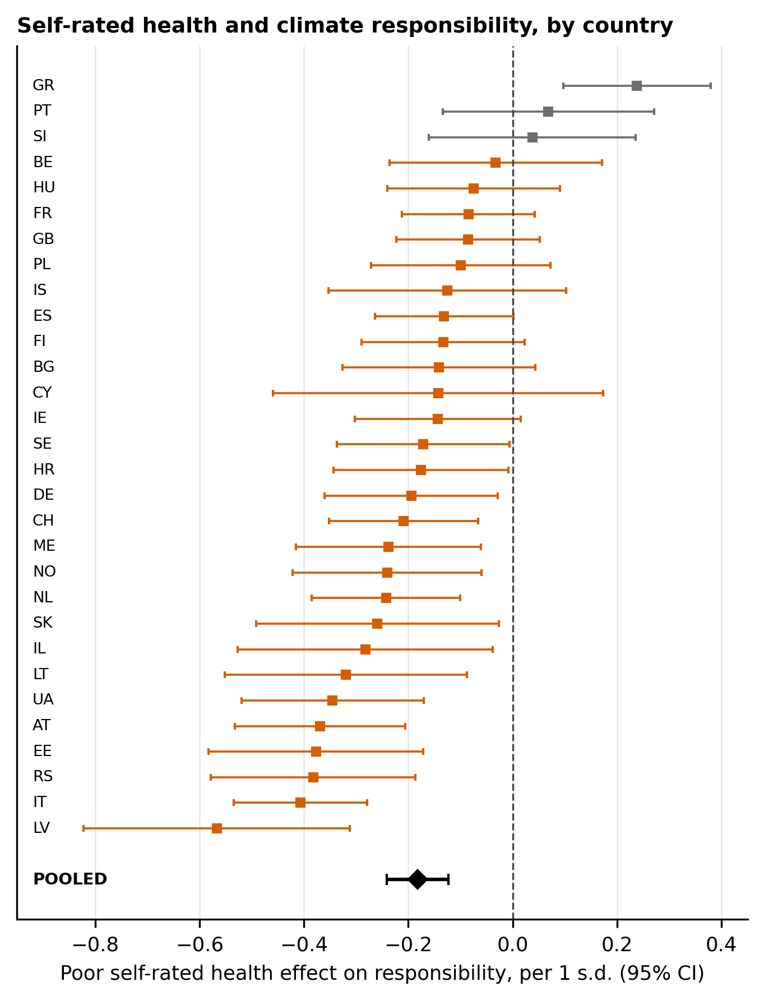 Self-rated health and climate responsibility, by country
GR
PT
SI
BE
HU
FR
GB
PL
IS
ES
FI
BG
CY
IE
SE
HR
DE
CH
ME
NO
NL
SK
IL
LT
UA
AT
EE
RS
IT
LV
POOLED
−0.8 −0.6 −0.4 −0.2 0.0 0.2 0.4
Poor self-rated health effect on responsibility, per 1 s.d. (95% CI)